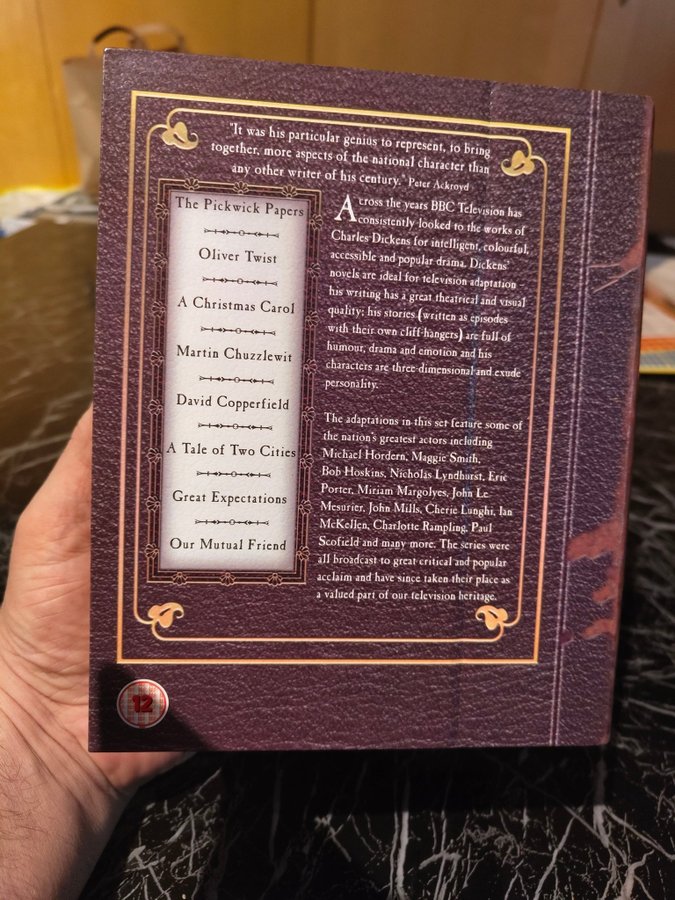 "It was his particular genius to represent, to bring
together, more aspects of the national character than
any other writer of his century." Peter Ackroyd
The Pickwick Papers
Oliver Twist
A Christmas Carol
Martin Chuzzlewit
David Copperfield
A Tale of Two Cities
Great Expectations
Our Mutual Friend
Across the years BBC Television has
consistently looked to the works of
Charles Dickens for intelligent, colourful,
accessible and popular drama. Dickens'
novels are ideal for television adaptation
his writing has a great theatrical and visual
quality; his stories (written as episodes
with their own cliff-hangers) are full of
humour, drama and emotion and his
characters are three-dimensional and exude
personality.
The adaptations in this set feature some of
the nation's greatest actors including
Michael Hordern, Maggie Smith,
Bob Hoskins, Nicholas Lyndhurst, Eric
Porter, Miriam Margolyes, John Le
Mesurier, John Mills, Cherie Lunghi, Ian
McKellen, Charlotte Rampling, Paul
Scofield and many more. The series were
all broadcast to great critical and popular
acclaim and have since taken their place as
a valued part of our television heritage.
12